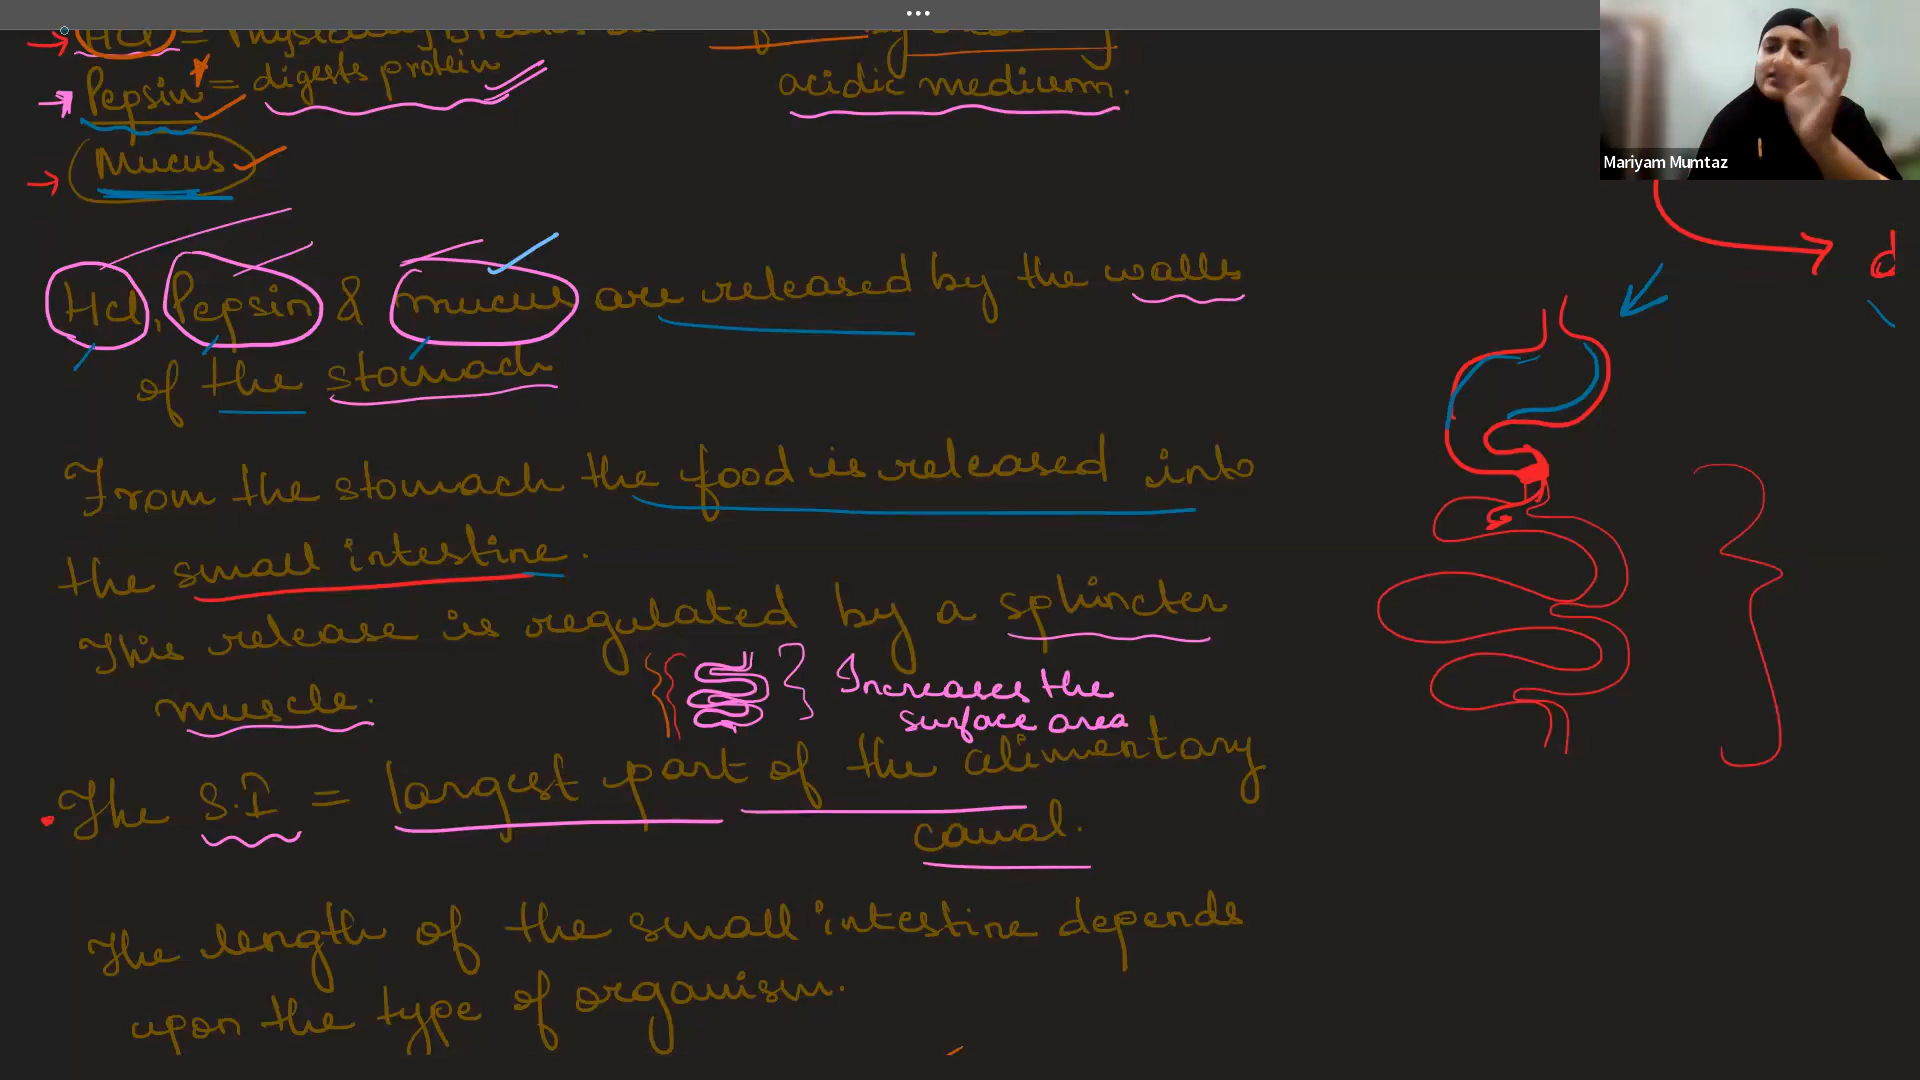 HCl =
acidic medium.
Pepsin = digests protein
Mucus
Mariyam Mumtaz
d
HCl, Pepsin & mucus are released by the walls
of the stomach
From the stomach the food is released into
the small intestine.
This release is regulated by a sphincter
muscle.
Increases the
surface area
The S.I = largest part of the alimentary
canal.
The length of the small intestine depends
upon the type of organism.